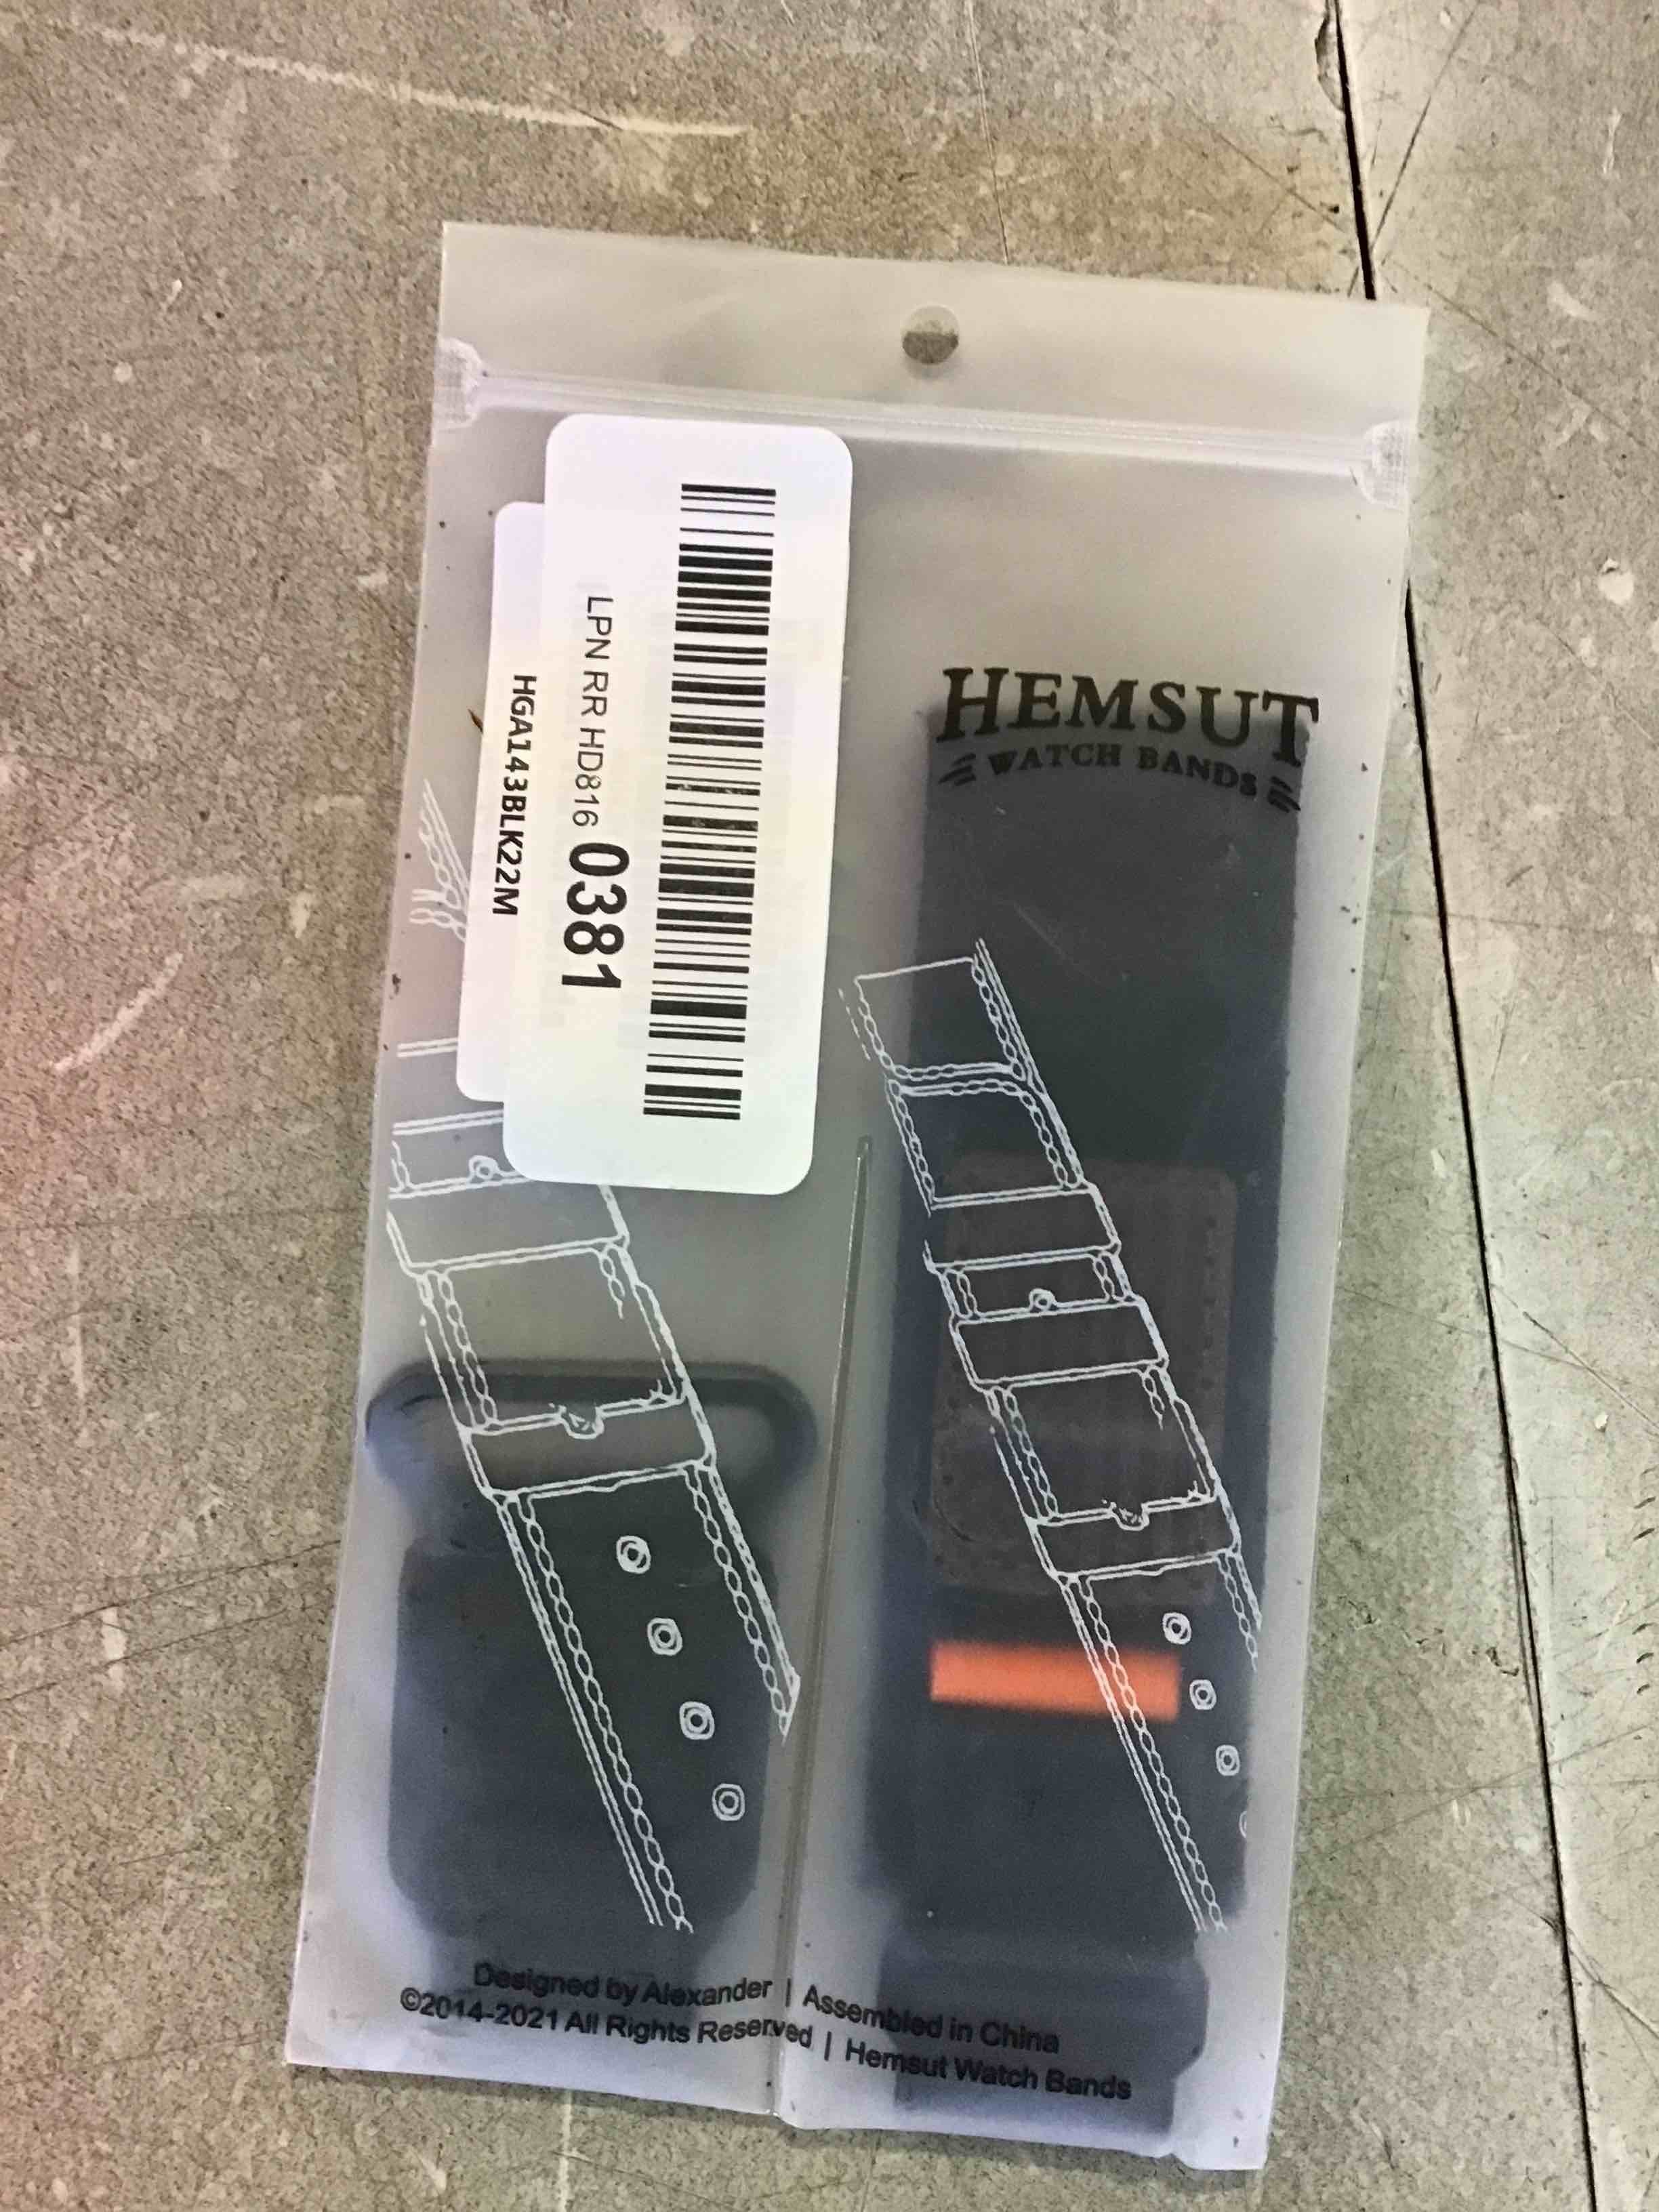 HEMSUT
WATCH BANDS
LPN RR HD816 0381
HGA143BLK22M
Designed by Alexander | Assembled in China
©2014-2021 All Rights Reserved | Hemsut Watch Bands